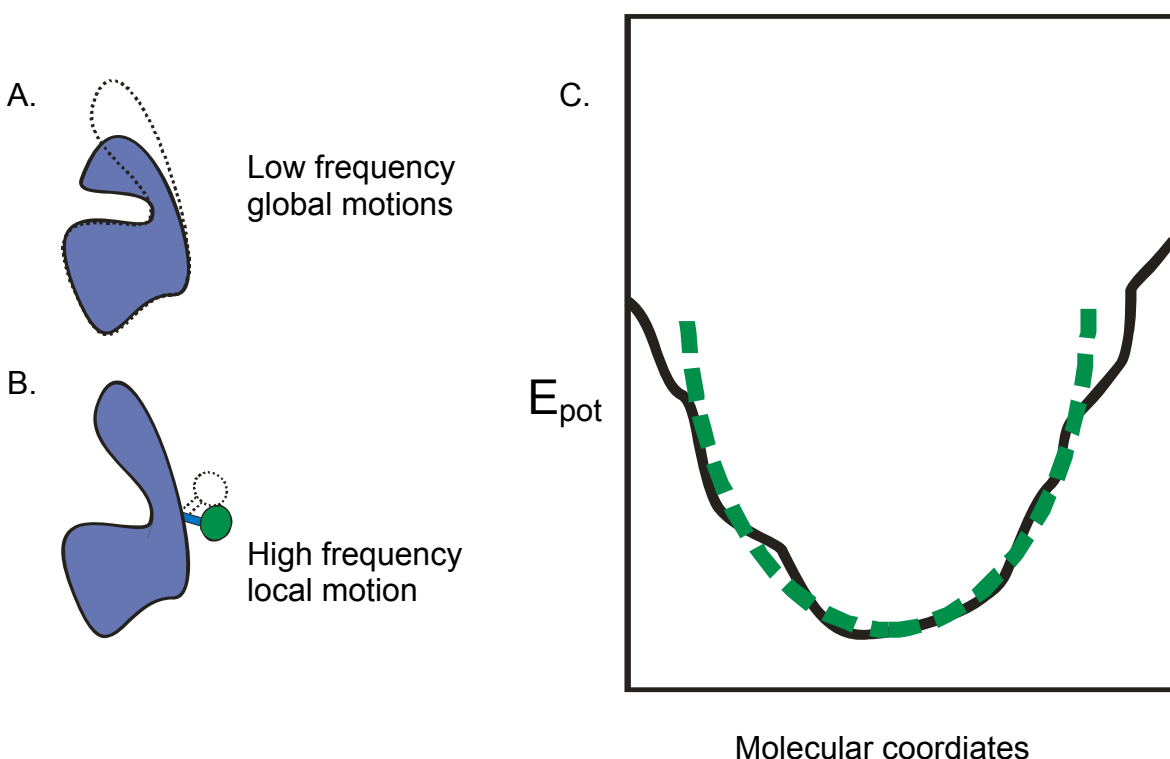 A.
Low frequency
global motions
B.
High frequency
local motion
C.
Epot
Molecular coordiates